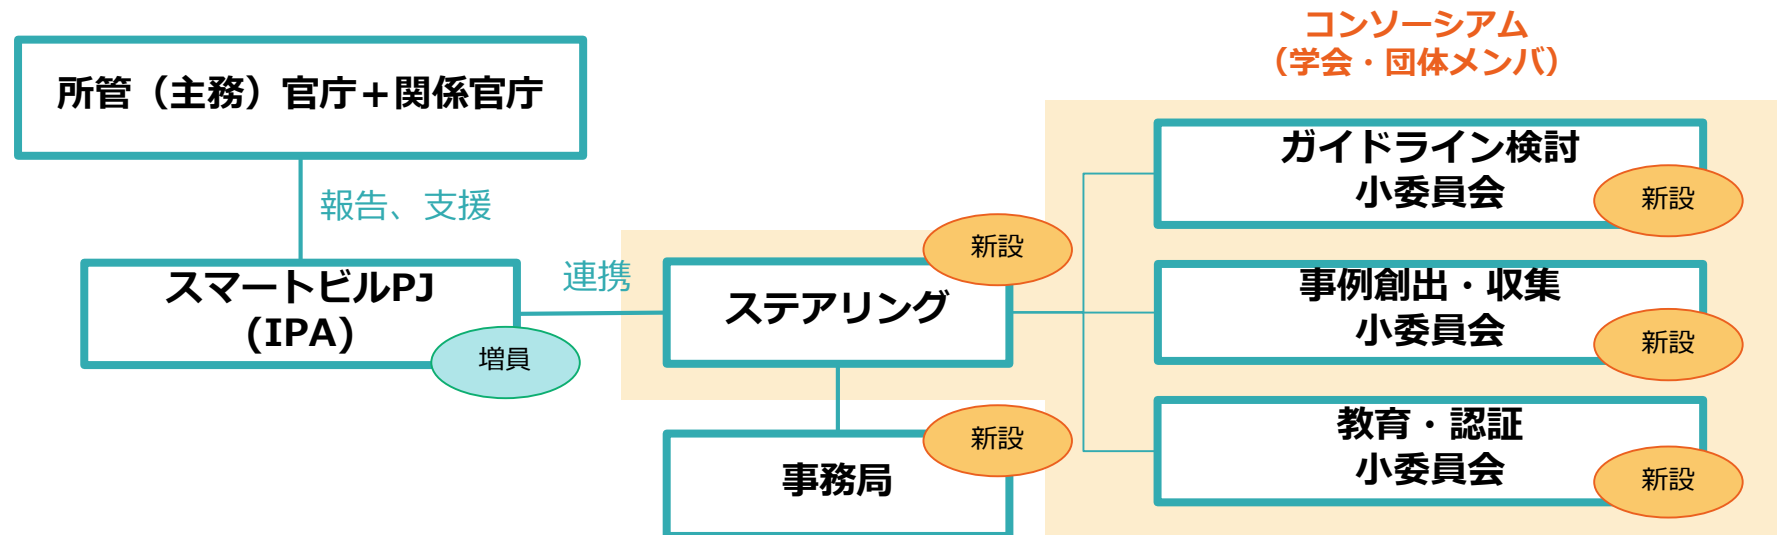 コンソーシアム
（学会・団体メンバ）
所管（主務）官庁＋関係官庁
報告、支援
スマートビルPJ
(IPA)
増員
連携
ステアリング
新設
事務局
新設
ガイドライン検討
小委員会
新設
事例創出・収集
小委員会
新設
教育・認証
小委員会
新設